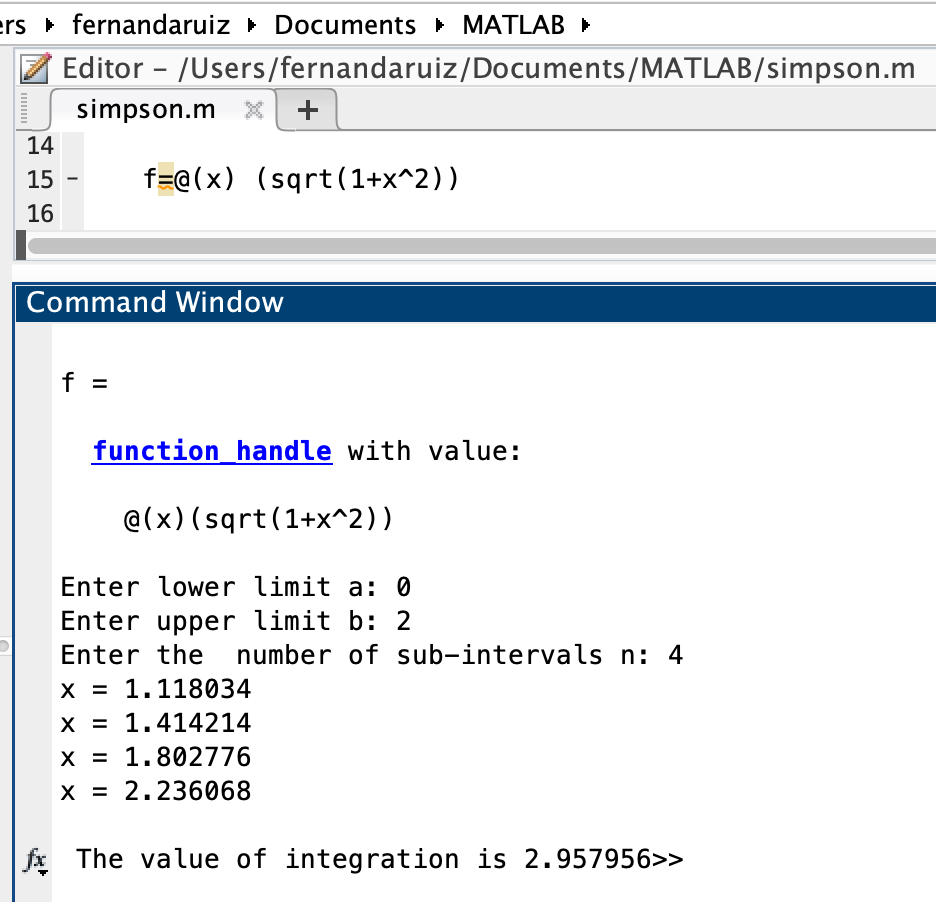 ers ▸ fernandaruiz ▸ Documents ▸ MATLAB ▸
Editor – /Users/fernandaruiz/Documents/MATLAB/simpson.m
simpson.m × +
14
15 – f=@(x) (sqrt(1+x^2))
16
Command Window
f =
function_handle with value:
@(x)(sqrt(1+x^2))
Enter lower limit a: 0
Enter upper limit b: 2
Enter the  number of sub-intervals n: 4
x = 1.118034
x = 1.414214
x = 1.802776
x = 2.236068
fx The value of integration is 2.957956>>